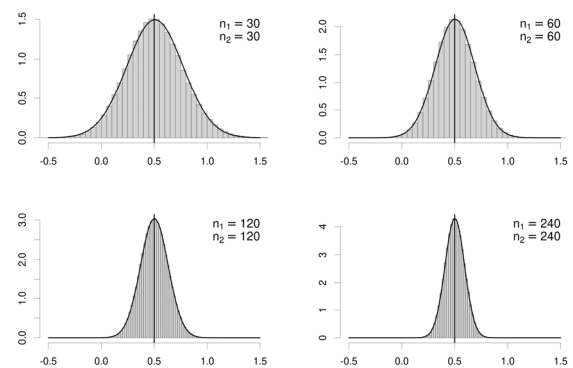 n₁ = 30
n₂ = 30
0.0 0.5 1.0 1.5
-0.5 0.0 0.5 1.0 1.5
n₁ = 60
n₂ = 60
0.0 0.5 1.0 1.5 2.0
-0.5 0.0 0.5 1.0 1.5
n₁ = 120
n₂ = 120
0.0 1.0 2.0 3.0
-0.5 0.0 0.5 1.0 1.5
n₁ = 240
n₂ = 240
0 1 2 3 4
-0.5 0.0 0.5 1.0 1.5